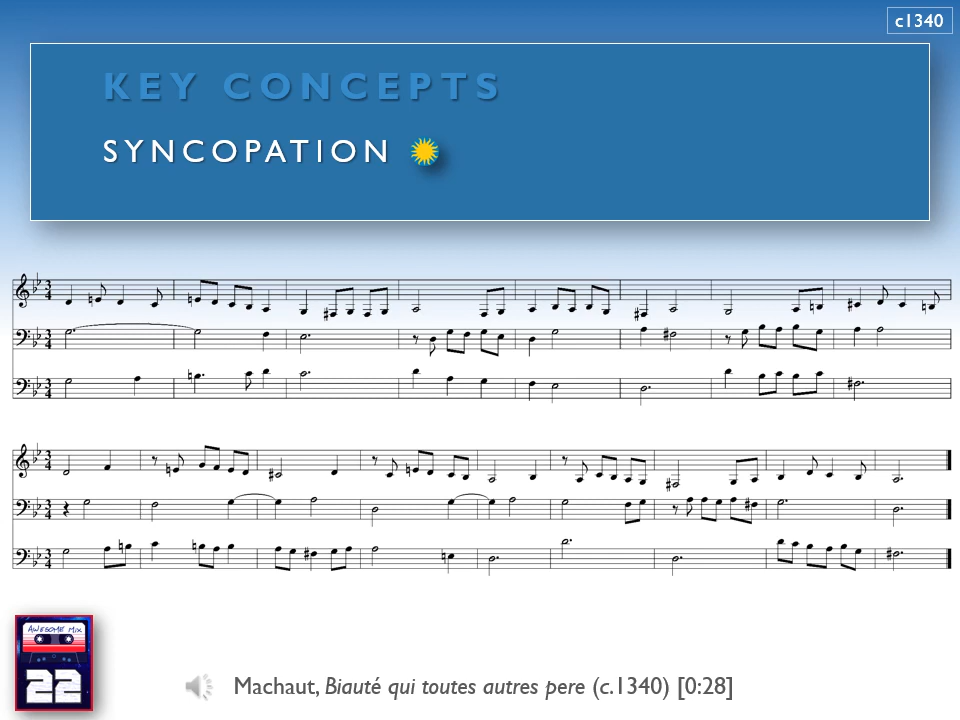 c1340
KEY CONCEPTS
SYNCOPATION
AWESOME MIX
22
Machaut, Biauté qui toutes autres pere (c.1340) [0:28]